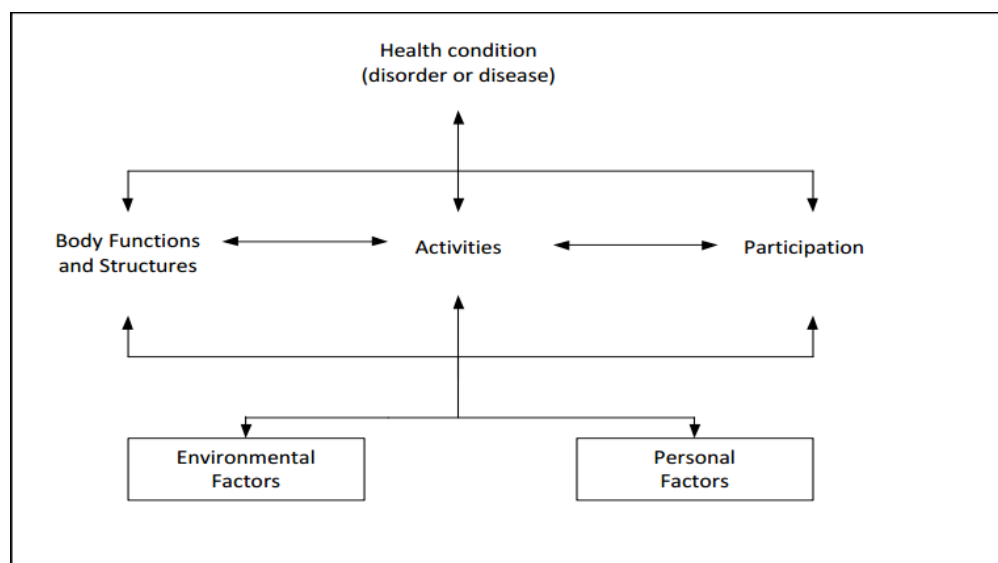 Health condition
(disorder or disease)
Body Functions
and Structures
Activities
Participation
Environmental
Factors
Personal
Factors